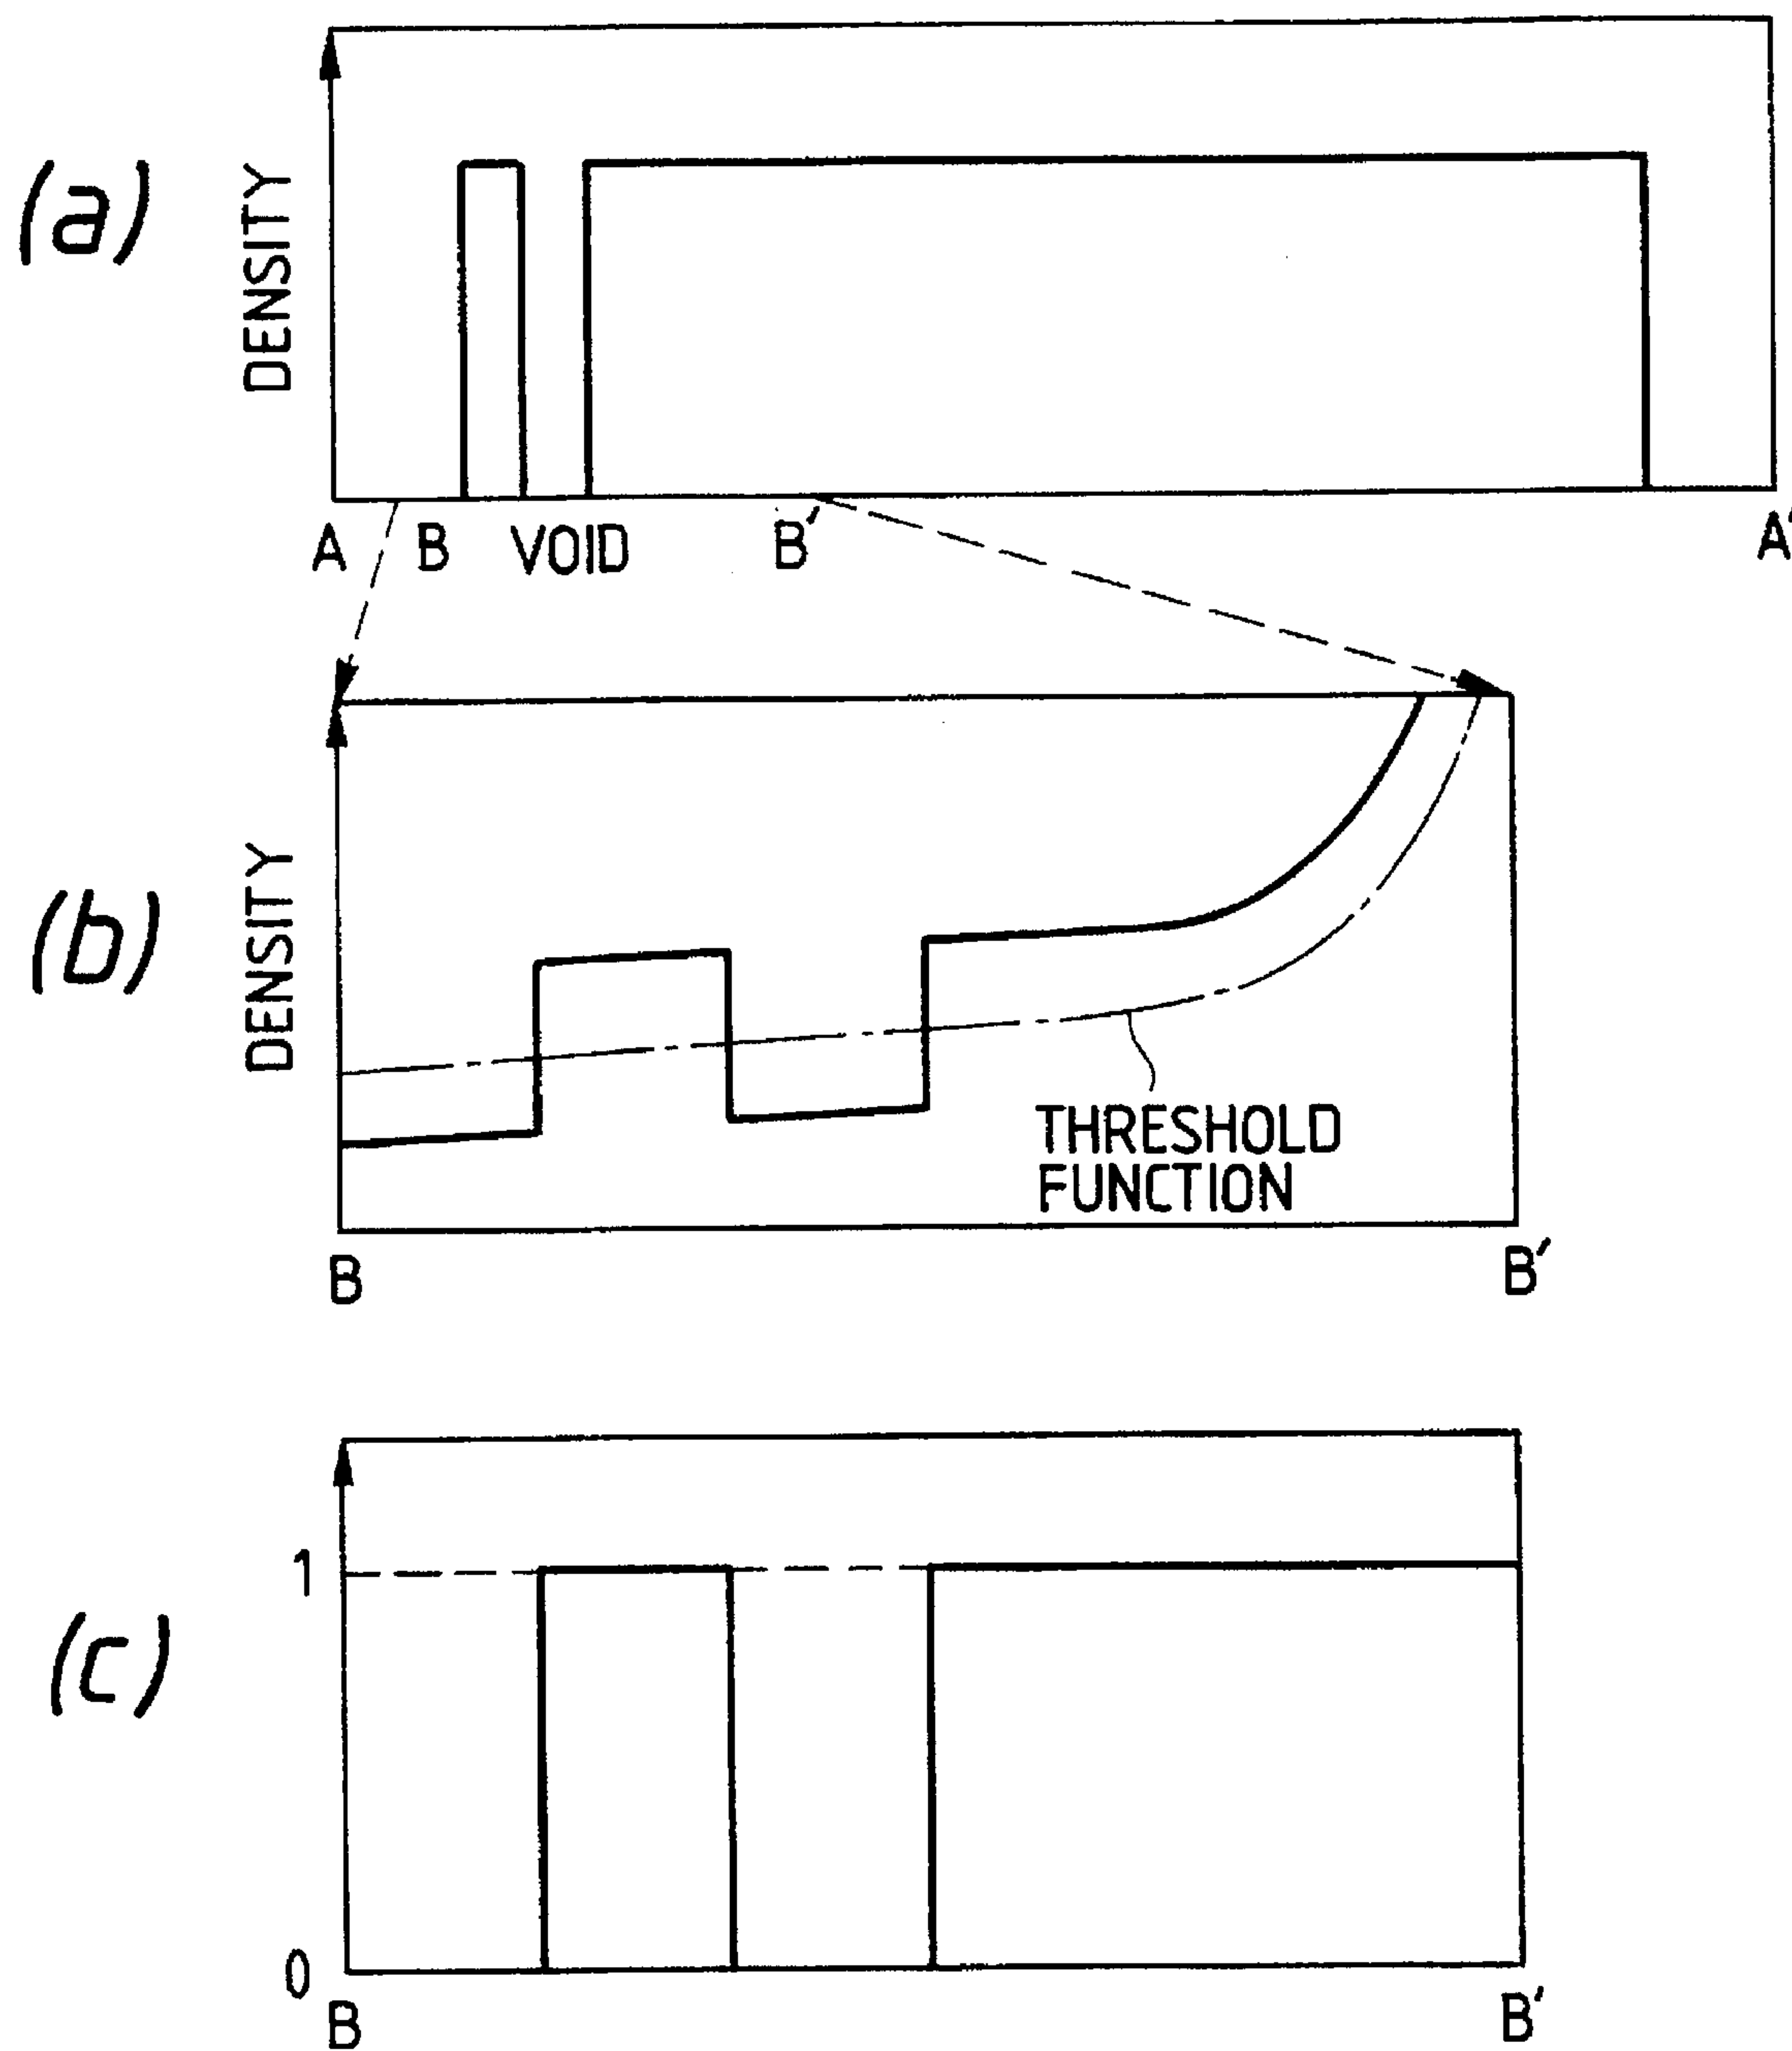 (a)
DENSITY
A B VOID B′ A′
(b)
DENSITY
THRESHOLD
FUNCTION
B B′
(c)
1
0
B B′